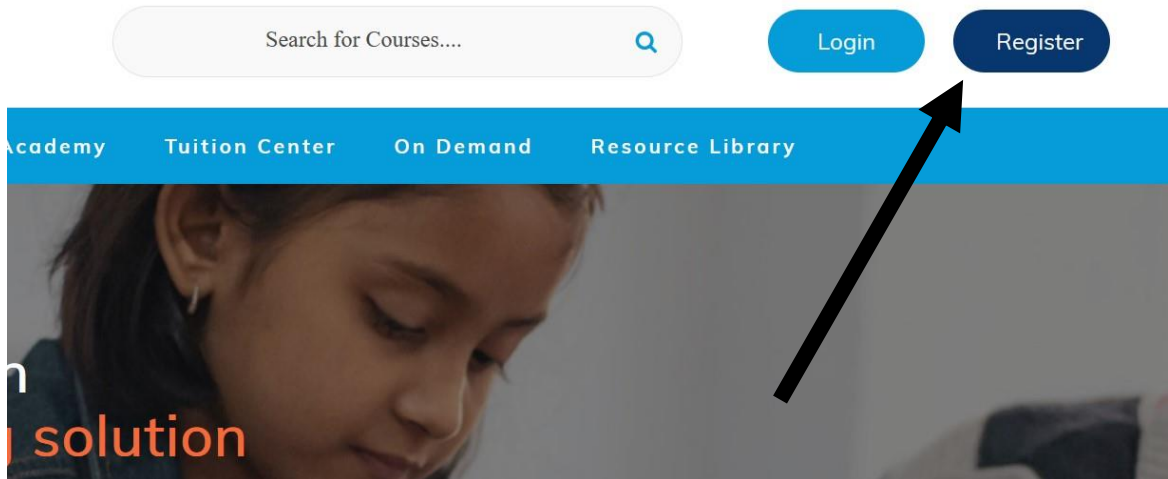 Search for Courses....
Login
Register
Academy
Tuition Center
On Demand
Resource Library
solution